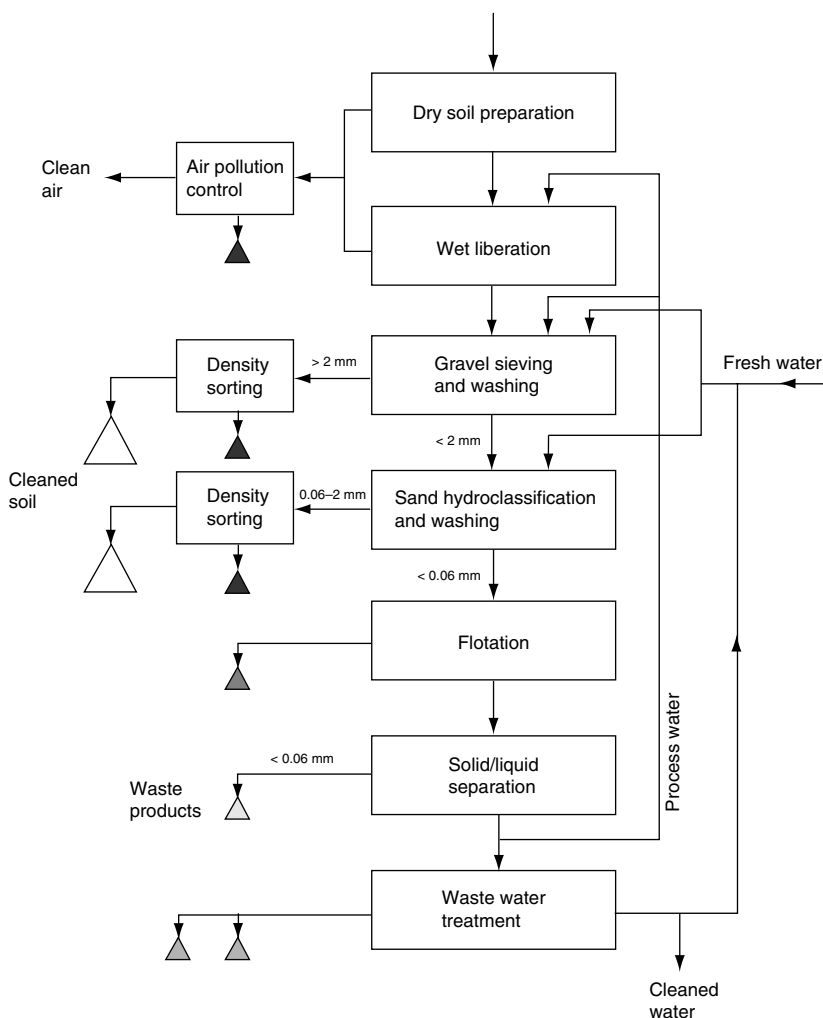 Dry soil preparation
Clean
air
Air pollution
control
Wet liberation
> 2 mm
Density
sorting
Gravel sieving
and washing
Fresh water
< 2 mm
Cleaned
soil
Density
sorting
0.06–2 mm
Sand hydroclassification
and washing
< 0.06 mm
Flotation
Process water
< 0.06 mm
Solid/liquid
separation
Waste
products
Waste water
treatment
Cleaned
water